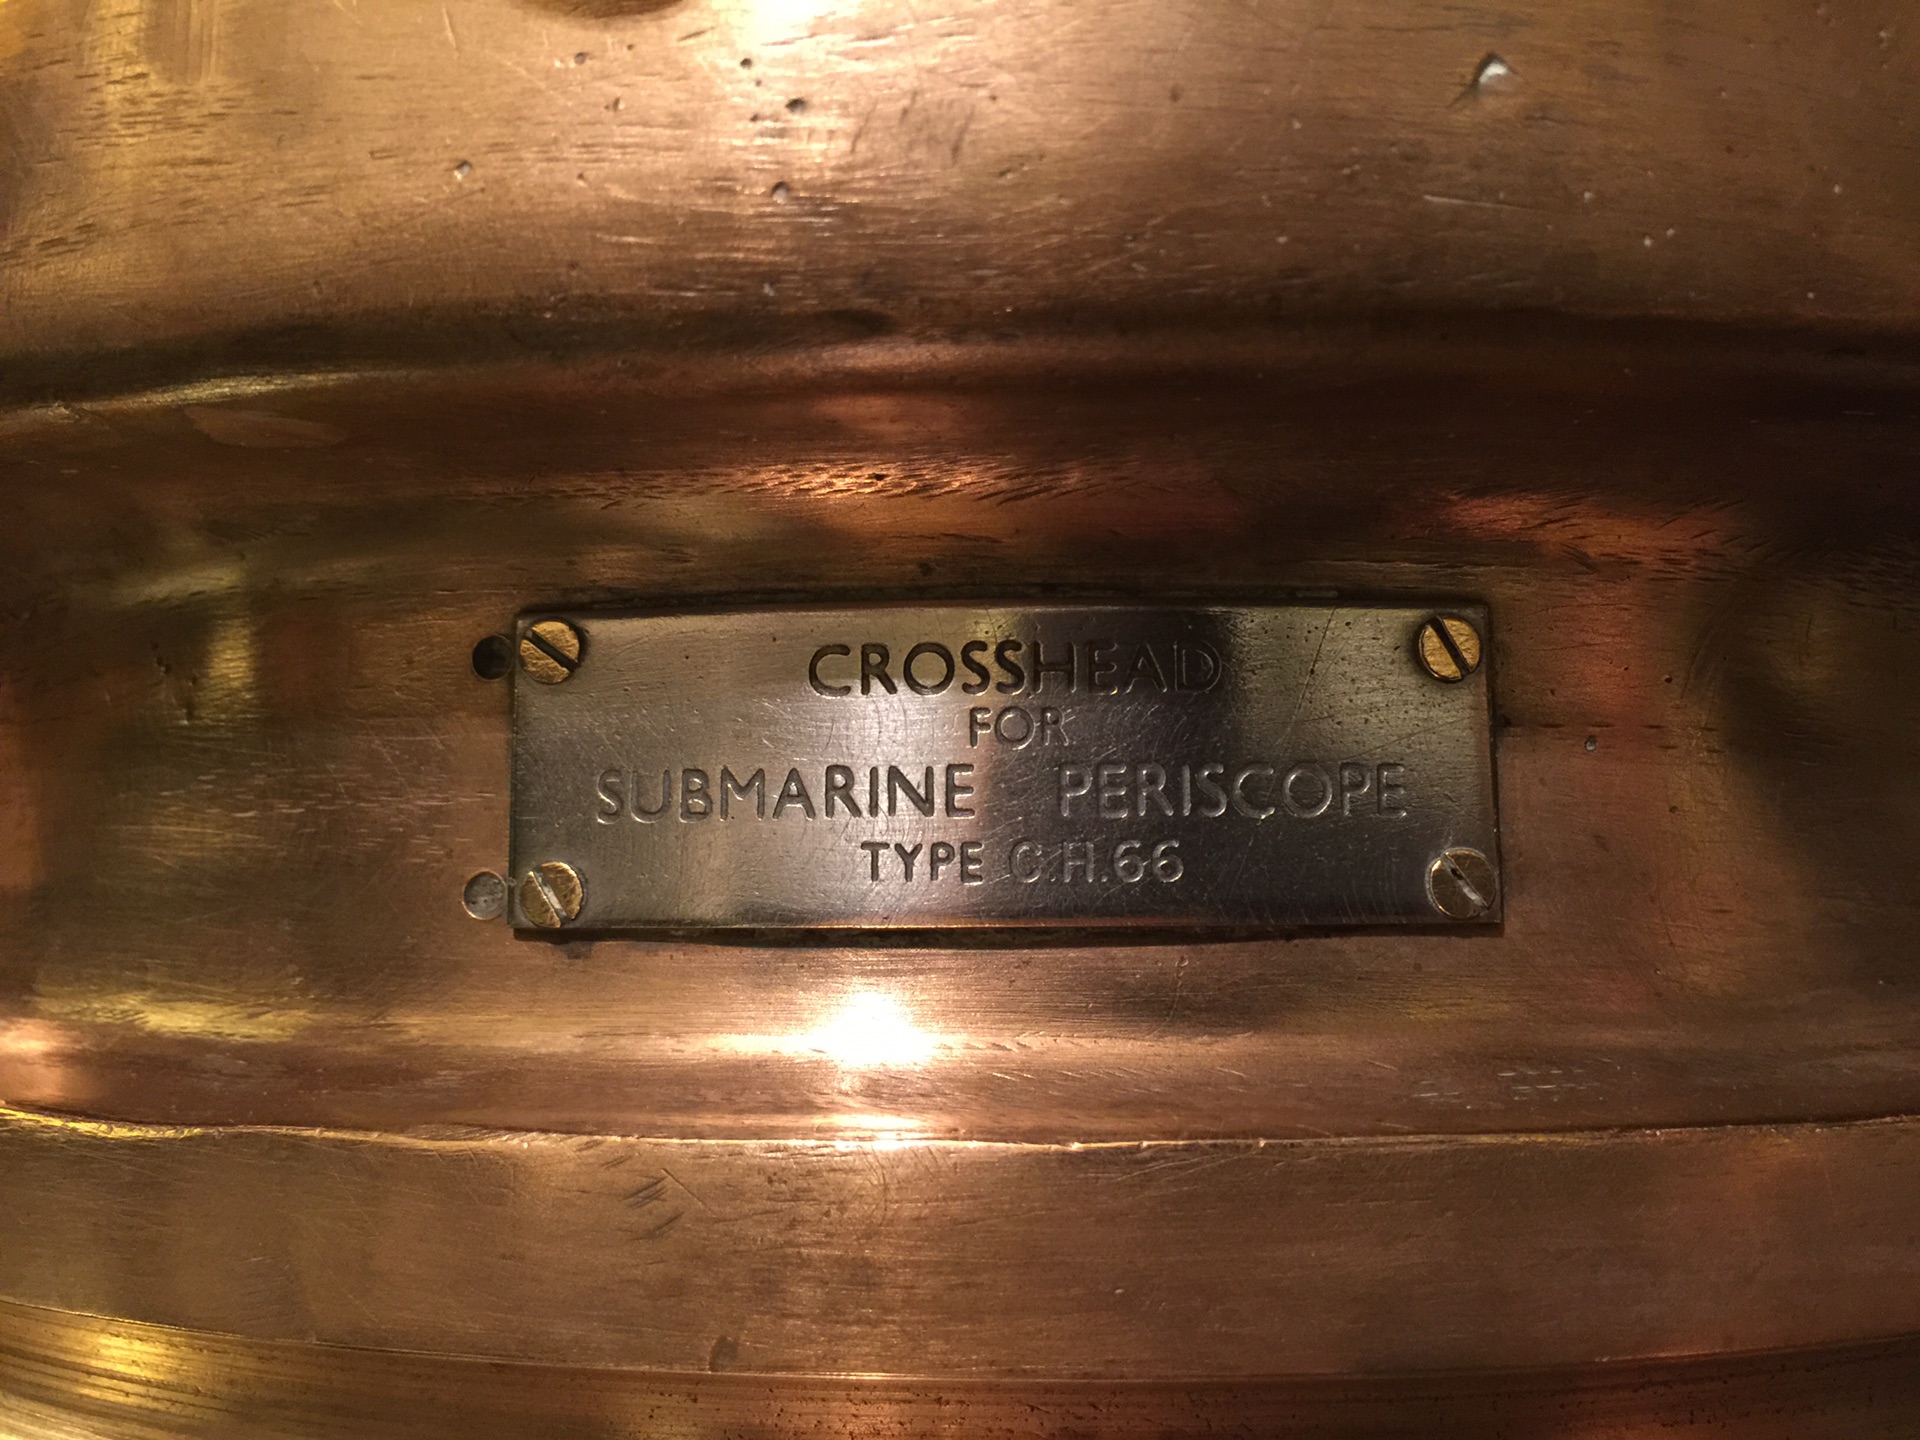 CROSSHEAD
FOR
SUBMARINE PERISCOPE
TYPE C.H.66